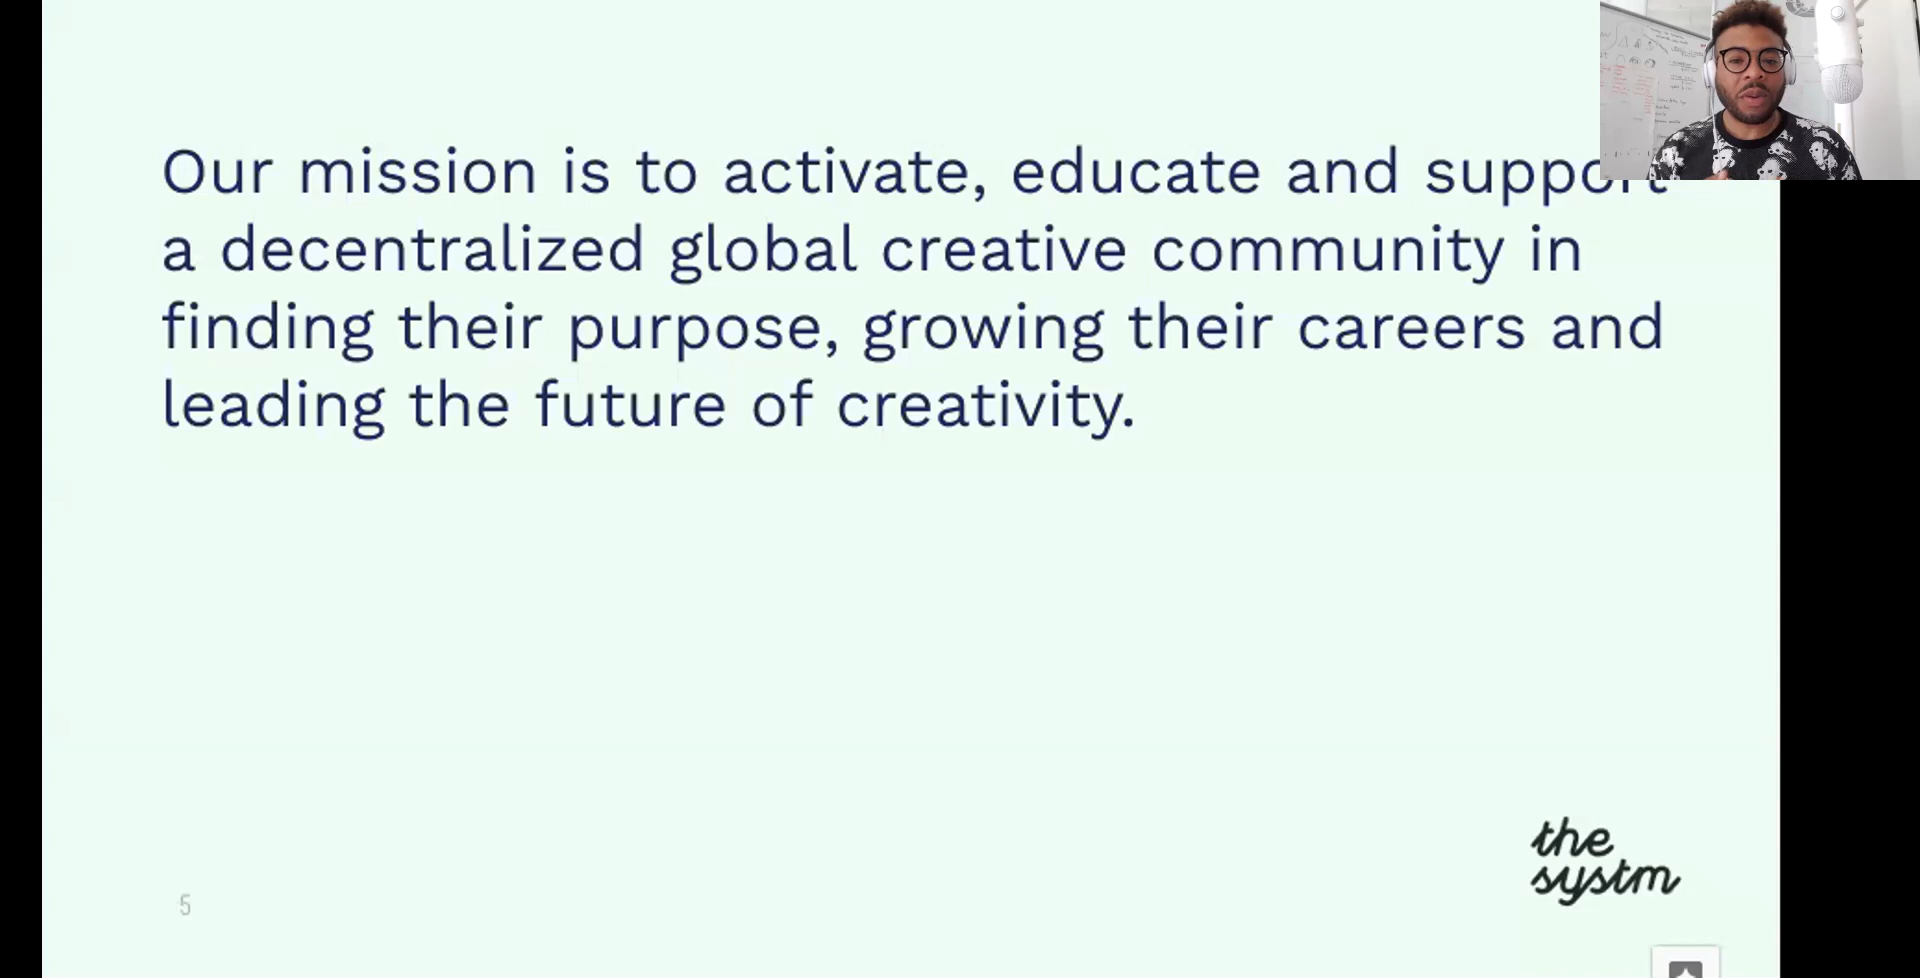 Our mission is to activate, educate and support
a decentralized global creative community in
finding their purpose, growing their careers and
leading the future of creativity.
the
systm
5